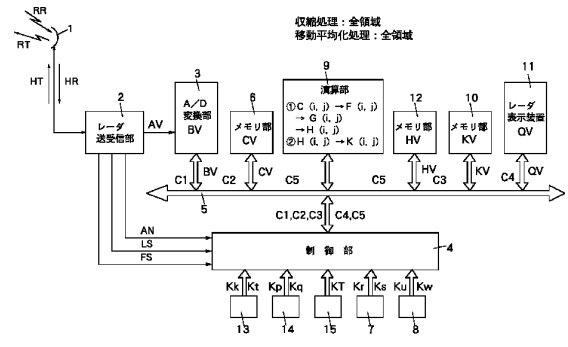 収縮処理：全領域
移動平均化処理：全領域
RR
RT
1
HT
HR
2
レーダ
送受信部
AV
3
A／D
変換部
BV
6
メモリ部
CV
9
演算部
①C (i, j) →F (i, j)
→ G (i, j)
→H (i, j)
②H (i, j) →K (i, j)
12
メモリ部
HV
10
メモリ部
KV
11
レーダ
表示装置
QV
C1
BV
C2
CV
C5
C5
HV
C3
KV
C4
QV
5
C1,C2,C3
C4,C5
AN
LS
FS
制御部
4
Kk
Kt
Kp
Kq
KT
Kr
Ks
Ku
Kw
13
14
15
7
8